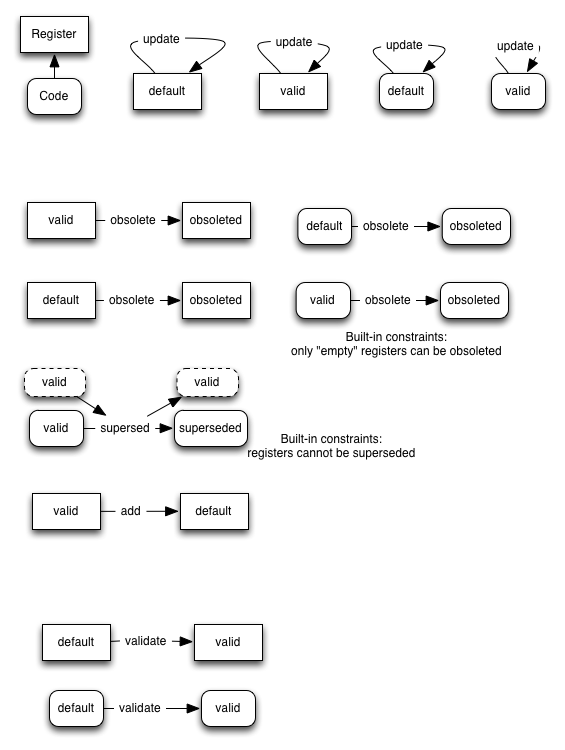 Register
Code
update
default
update
valid
update
default
update
valid
valid
obsolete
obsoleted
default
obsolete
obsoleted
default
obsolete
obsoleted
valid
obsolete
obsoleted
Built-in constraints:
only "empty" registers can be obsoleted
valid
valid
valid
supersed
superseded
Built-in constraints:
registers cannot be superseded
valid
add
default
default
validate
valid
default
validate
valid